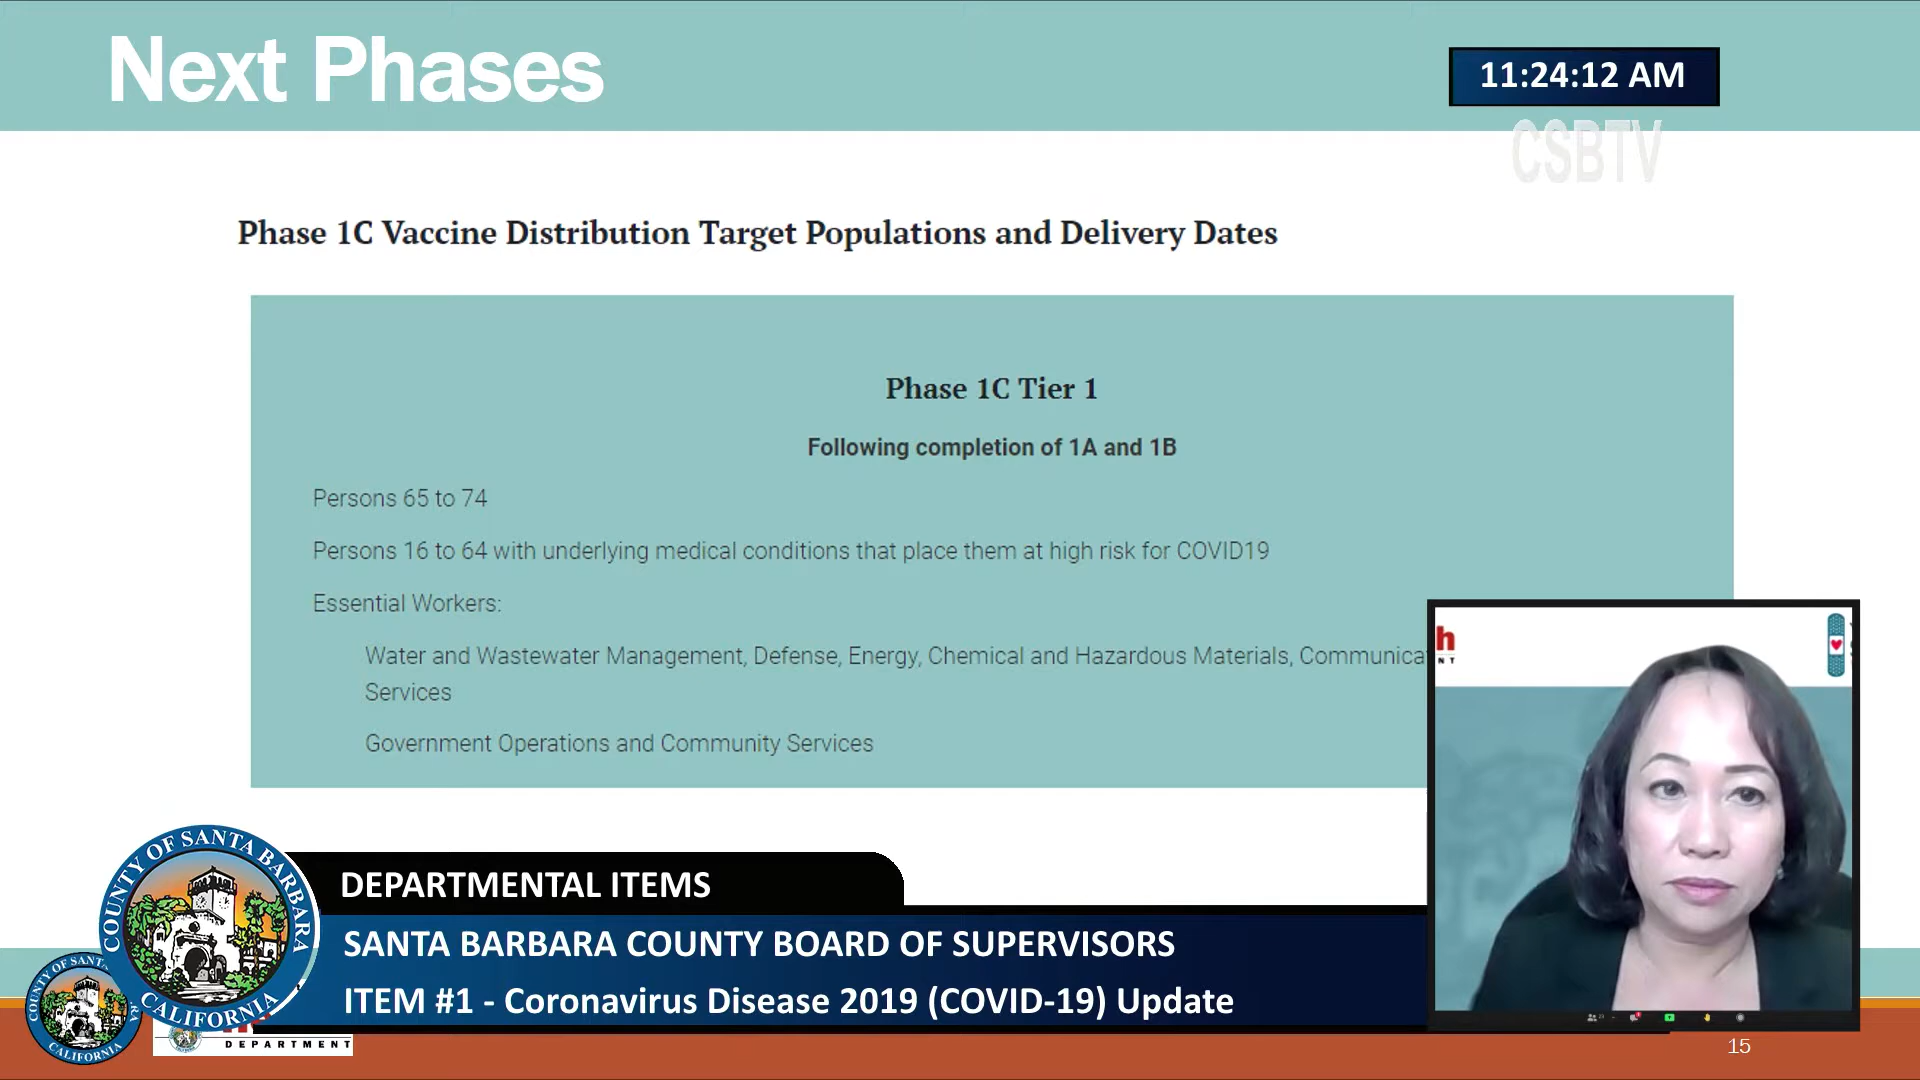 Next Phases
11:24:12 AM
CSBTV
Phase 1C Vaccine Distribution Target Populations and Delivery Dates
Phase 1C Tier 1
Following completion of 1A and 1B
Persons 65 to 74
Persons 16 to 64 with underlying medical conditions that place them at high risk for COVID19
Essential Workers:
Water and Wastewater Management, Defense, Energy, Chemical and Hazardous Materials,
Services
Government Operations and Community Services
COUNTY OF SANTA BARBARA
CALIFORNIA
DEPARTMENTAL ITEMS
SANTA BARBARA COUNTY BOARD OF SUPERVISORS
ITEM #1 - Coronavirus Disease 2019 (COVID-19) Update
CALIFORNIA
DEPARTMENT
15